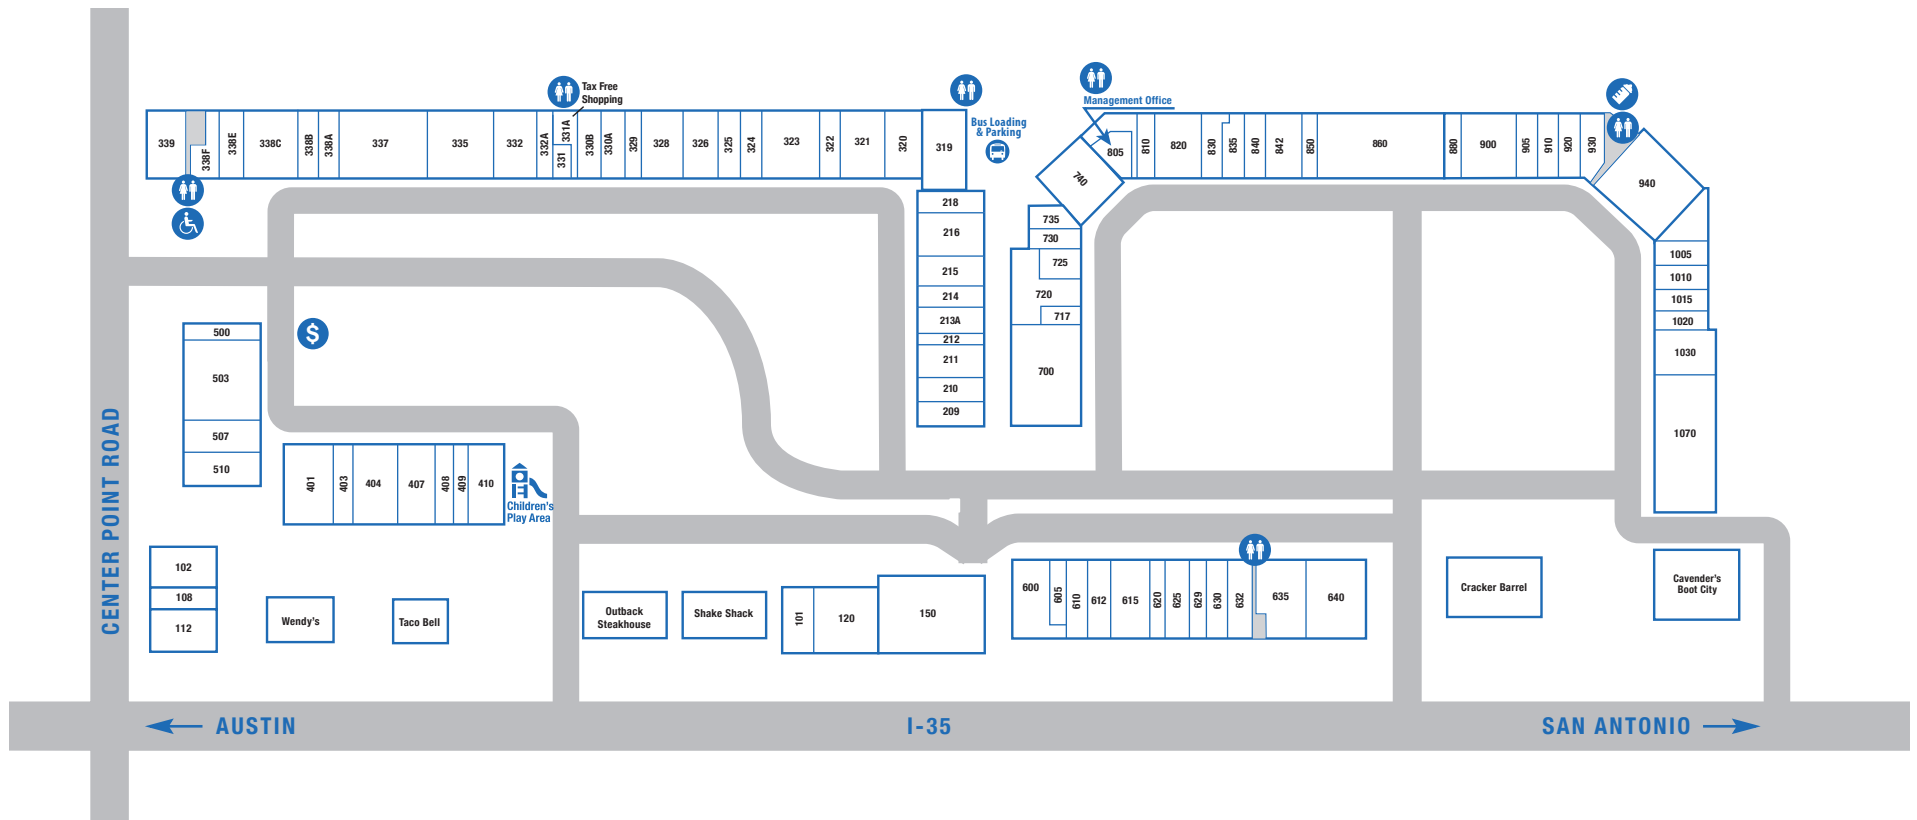 Tax Free
Shopping
Management Office
Bus Loading
& Parking
339
338F
338E
338C
338B
338A
337
335
332
332A
331
331A
330B
330A
329
328
326
325
324
323
322
321
320
319
218
216
215
214
213A
212
211
210
209
805
810
820
830
835
840
842
850
860
880
900
905
910
920
930
940
740
735
730
725
720
717
700
1005
1010
1015
1020
1030
1070
500
503
507
510
$
401
403
404
407
408
409
410
Children's
Play Area
CENTER POINT ROAD
102
108
112
Wendy's
Taco Bell
Outback
Steakhouse
Shake Shack
101
120
150
600
605
610
612
615
620
625
629
630
632
635
640
Cracker Barrel
Cavender's
Boot City
AUSTIN
I-35
SAN ANTONIO